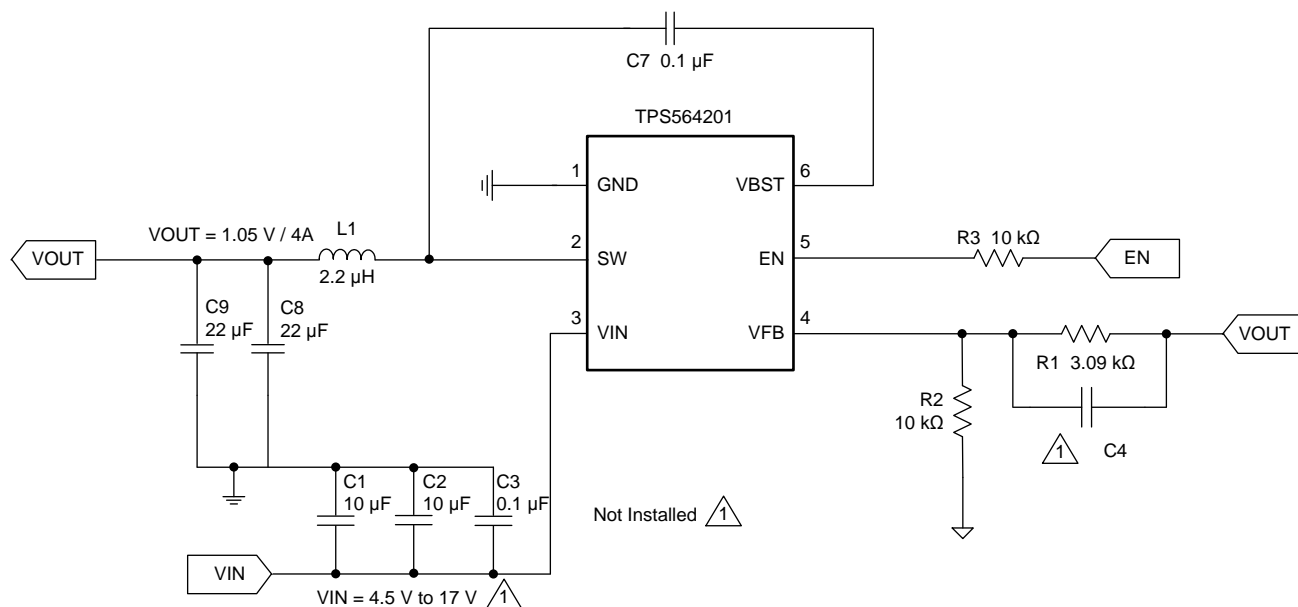 C7  0.1 µF
TPS564201
1
GND
VBST
6
VOUT = 1.05 V / 4A
L1
2.2 µH
VOUT
2
SW
EN
5
R3  10 kΩ
EN
C9
22 µF
C8
22 µF
3
VIN
VFB
4
VOUT
R1  3.09 kΩ
R2
10 kΩ
1
C4
C1
10 µF
C2
10 µF
C3
0.1 µF
Not Installed 1
VIN
VIN = 4.5 V to 17 V 1